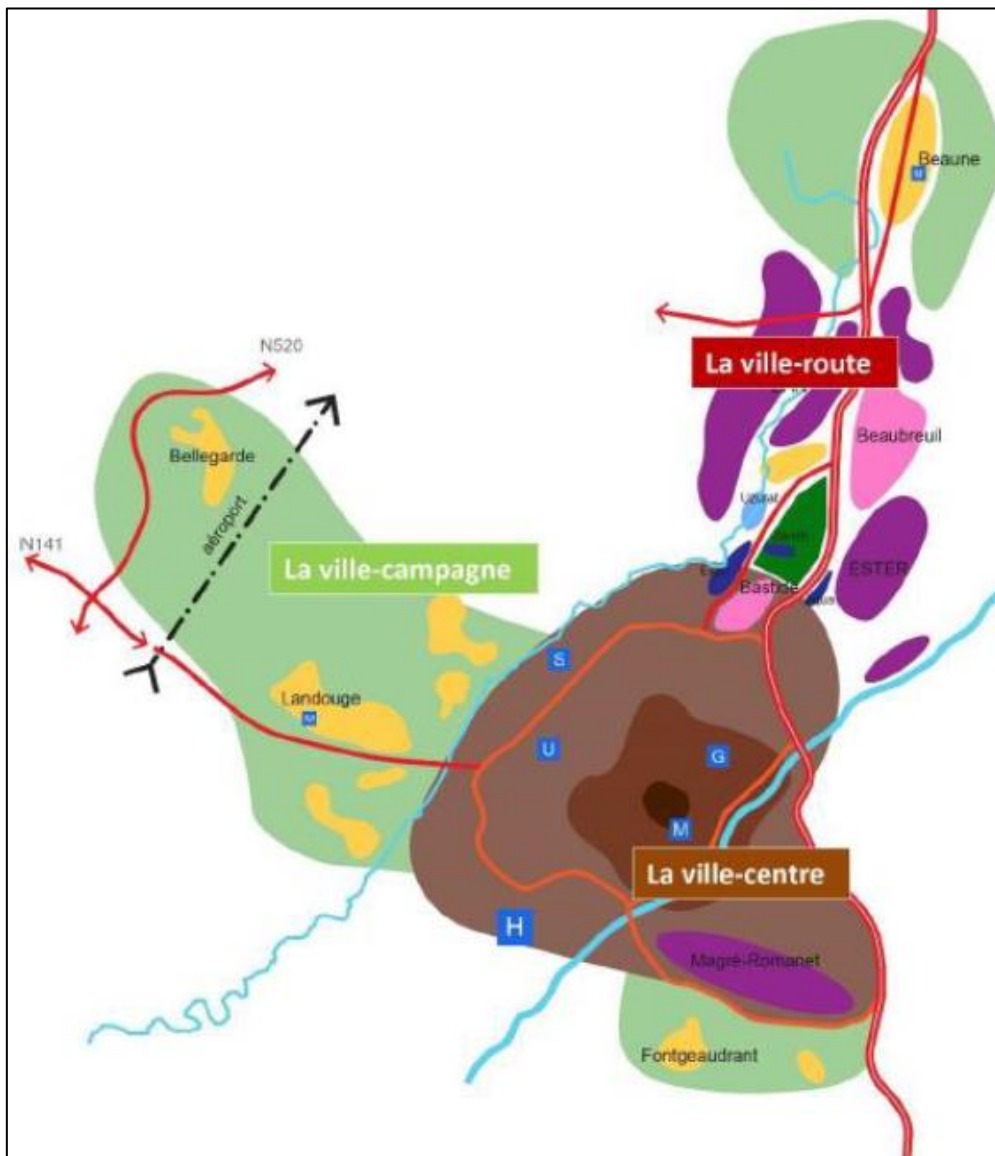 Beaune
M
La ville-route
N520
Beaubreuil
Bellegarde
aéroport
Uzurat
N141
La ville-campagne
ESTER
Bastide
S
Landouge
U
G
M
La ville-centre
H
Magré-Romanet
Fontgeaudrant